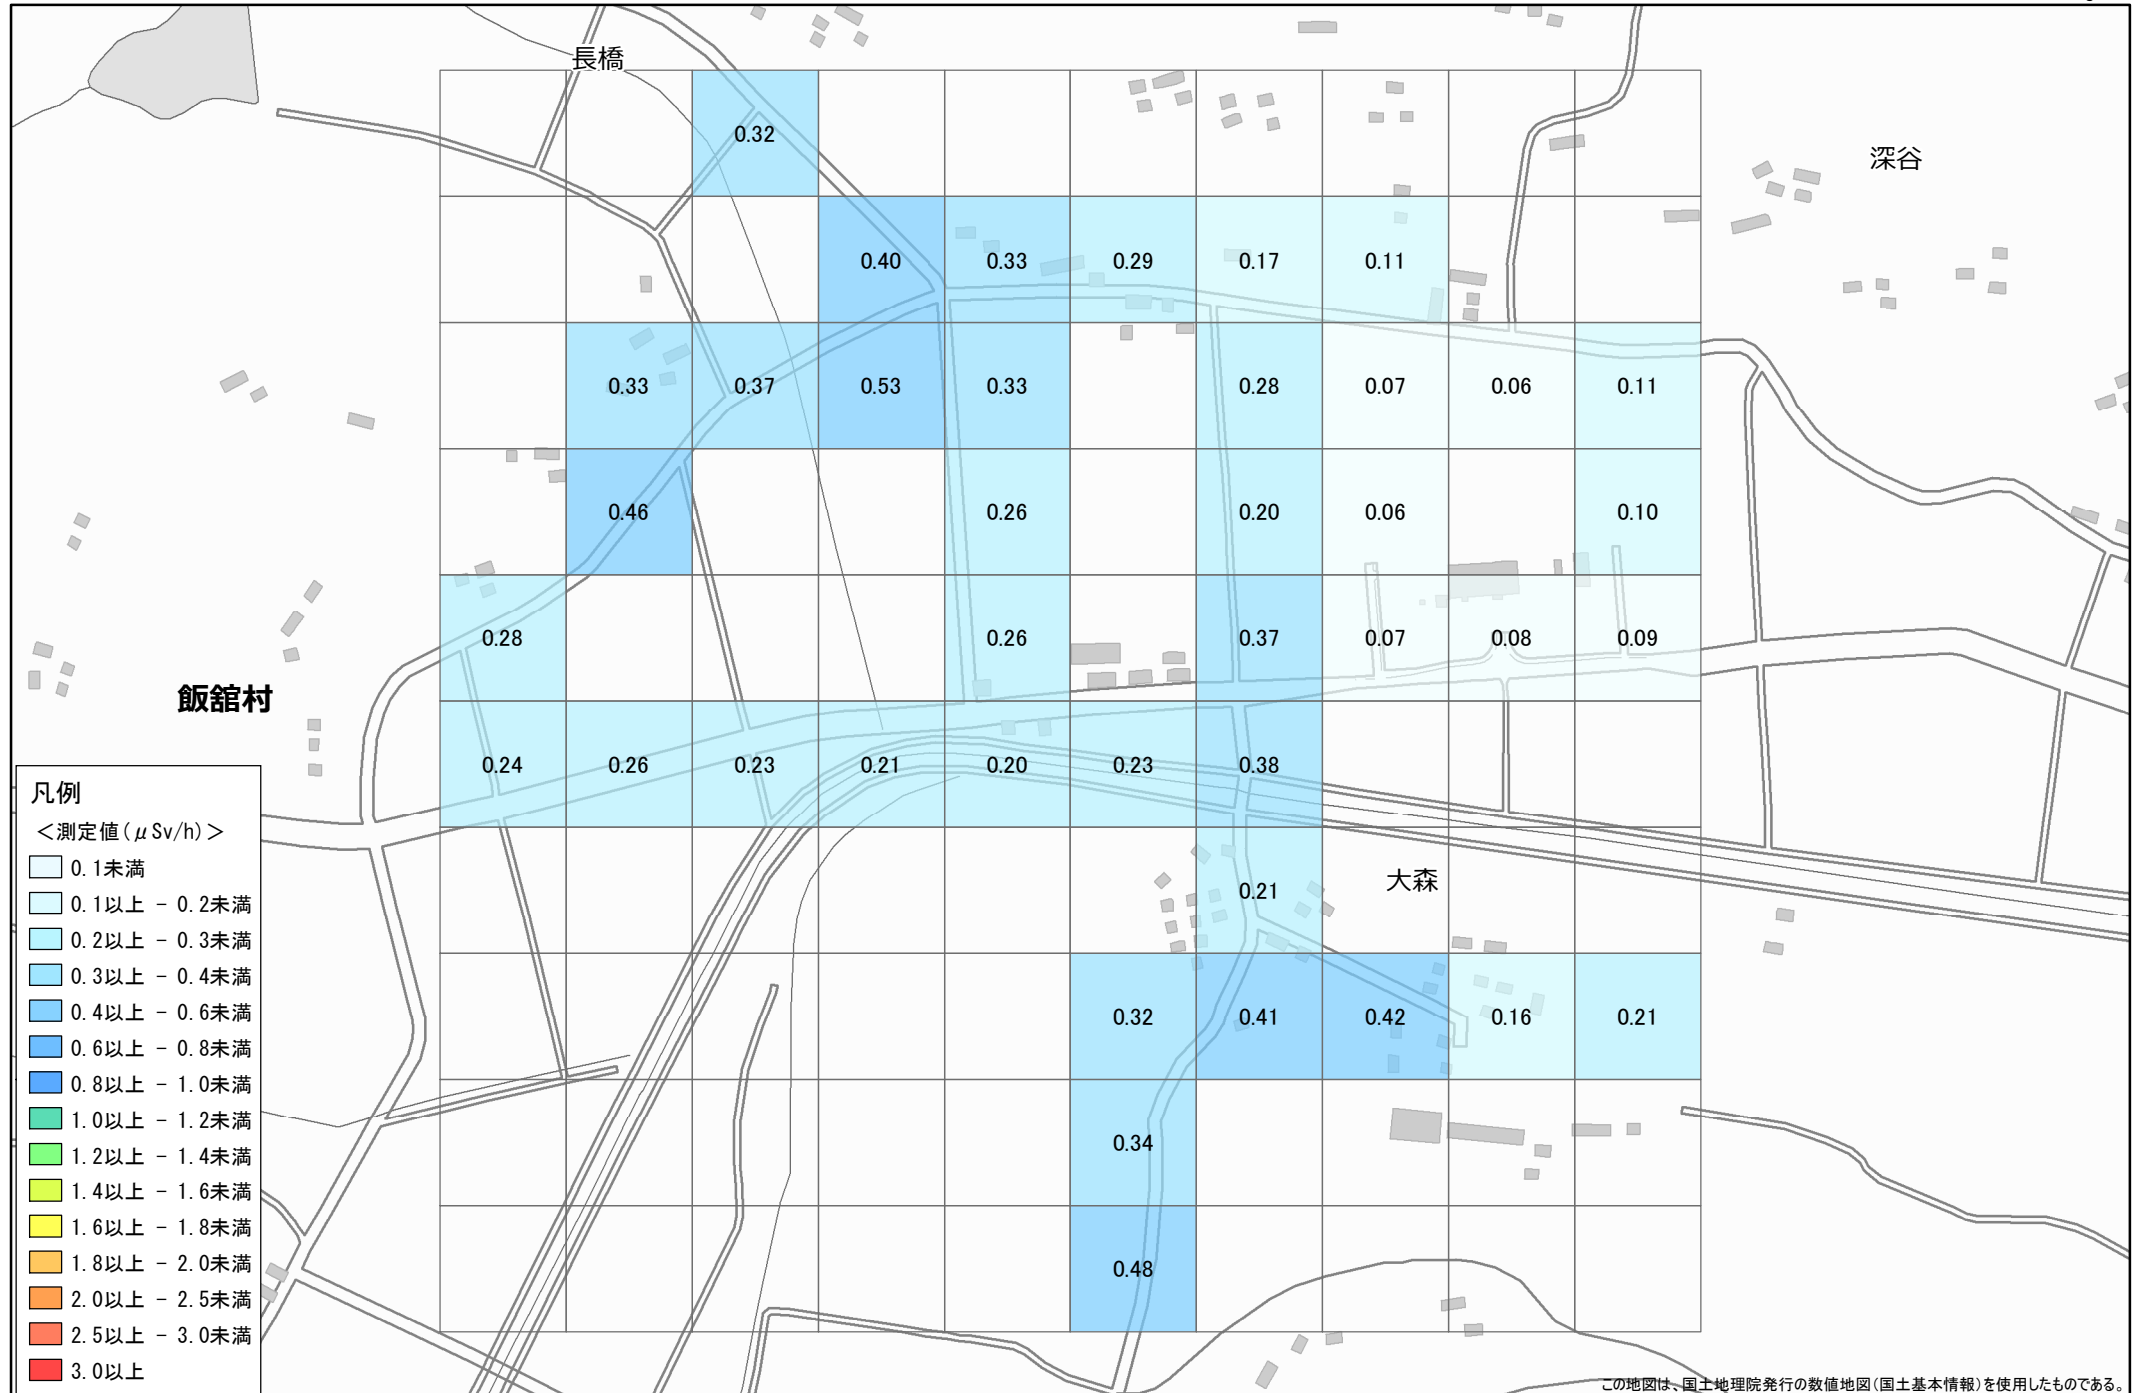 長橋
深谷
0.32
0.40 0.33 0.29 0.17 0.11
0.33 0.37 0.53 0.33 0.28 0.07 0.06 0.11
0.46 0.26 0.20 0.06 0.10
0.28 0.26 0.37 0.07 0.08 0.09
飯舘村
0.24 0.26 0.23 0.21 0.20 0.23 0.38
0.21
大森
0.32 0.41 0.42 0.16 0.21
0.34
0.48
凡例
＜測定値(μSv/h)＞
0.1未満
0.1以上 － 0.2未満
0.2以上 － 0.3未満
0.3以上 － 0.4未満
0.4以上 － 0.6未満
0.6以上 － 0.8未満
0.8以上 － 1.0未満
1.0以上 － 1.2未満
1.2以上 － 1.4未満
1.4以上 － 1.6未満
1.6以上 － 1.8未満
1.8以上 － 2.0未満
2.0以上 － 2.5未満
2.5以上 － 3.0未満
3.0以上
この地図は、国土地理院発行の数値地図(国土基本情報)を使用したものである。